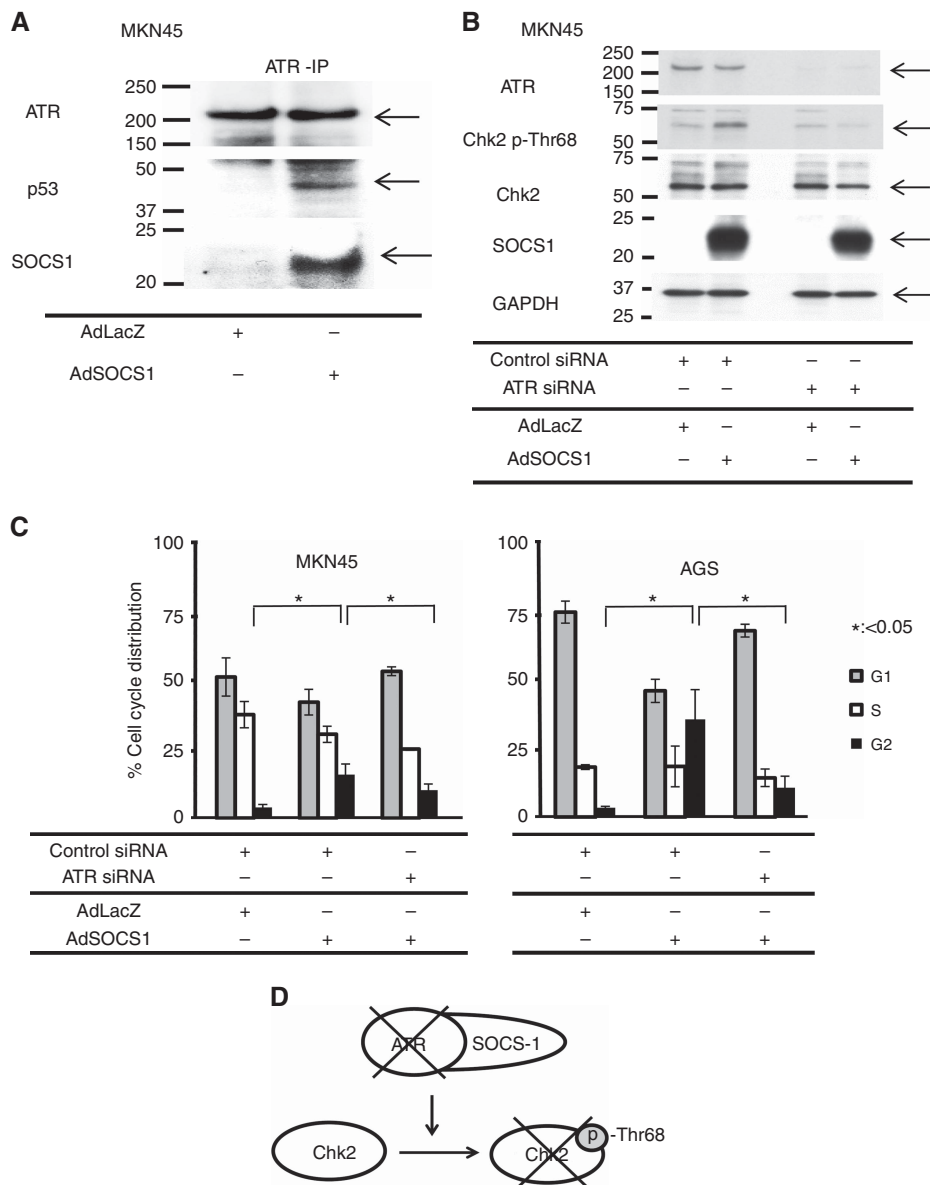 A
MKN45
ATR -IP
ATR
250
200
150
p53
50
37
SOCS1
25
20
AdLacZ + –
AdSOCS1 – +
B
MKN45
ATR
250
200
150
Chk2 p-Thr68
75
50
Chk2
75
50
SOCS1
25
20
GAPDH
37
25
Control siRNA + + – –
ATR siRNA – – + +
AdLacZ + – + –
AdSOCS1 – + – +
C
% Cell cycle distribution
100
75
50
25
0
MKN45
* *
Control siRNA + + –
ATR siRNA – – +
AdLacZ + – –
AdSOCS1 – + +
100
75
50
25
0
AGS
* *
+ + –
– – +
+ – –
– + +
*:<0.05
G1
S
G2
D
ATR SOCS-1
Chk2 Chk2 p -Thr68